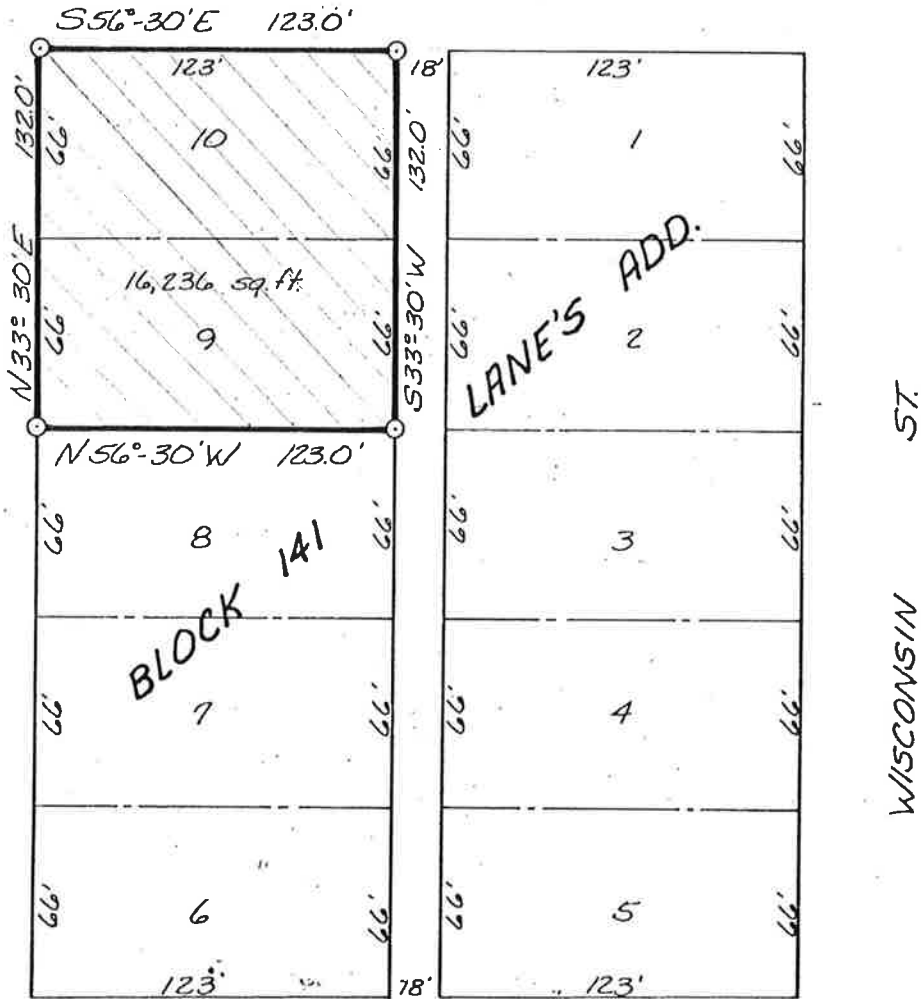 S56°-30'E 123.0'
123' 18' 123'
132.0' 66' 10 66' 132.0' 66' 1 66'
LANE'S ADD.
N33°30'E 66' 16,236 sq. ft. 66' S33°30'W
9 66' 2 66'
ST.
N56°-30'W 123.0'
66' 8 66' 66' 3 66'
BLOCK 141
WISCONSIN
66' 7 66' 66' 4 66'
66' 6 66' 66' 5 66'
123' 18' 123'